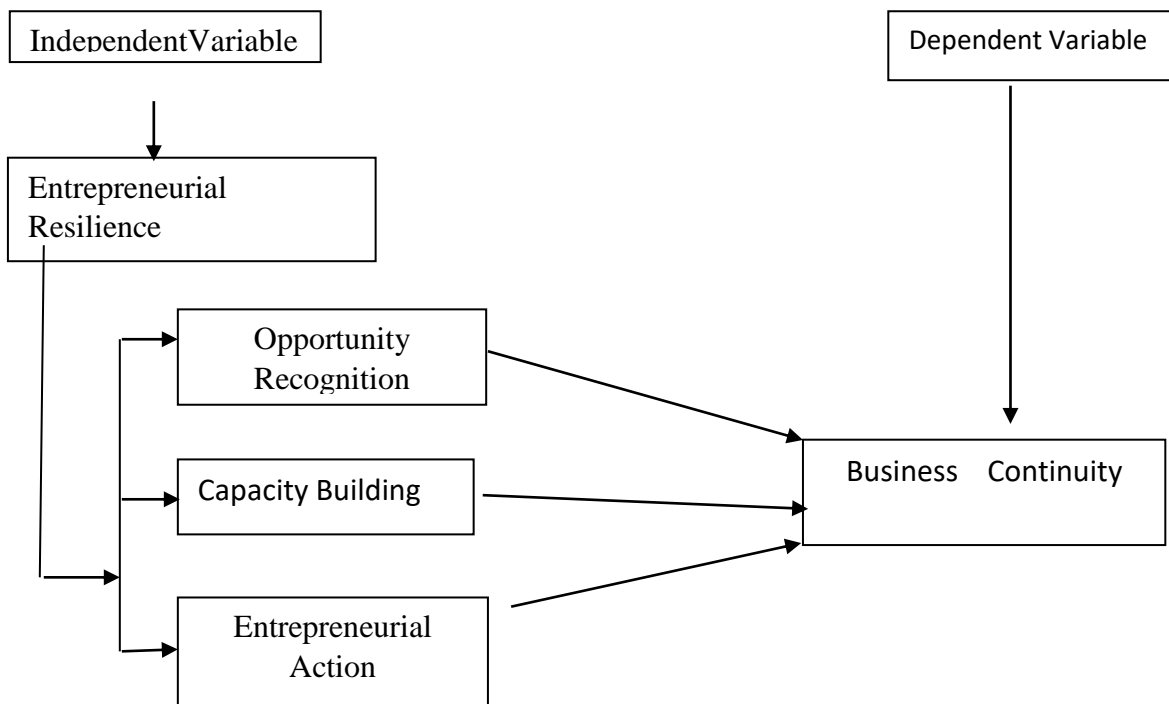 IndependentVariable
Dependent Variable
Entrepreneurial
Resilience
Opportunity
Recognition
Capacity Building
Business Continuity
Entrepreneurial
Action